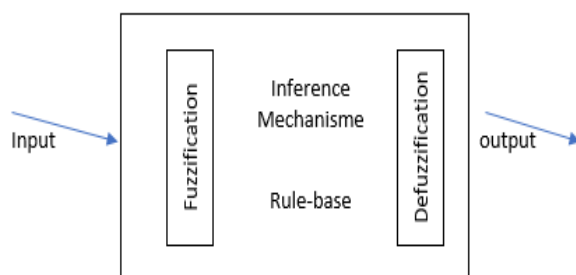 Input
Fuzzification
Inference
Mechanisme
Rule-base
Defuzzification
output